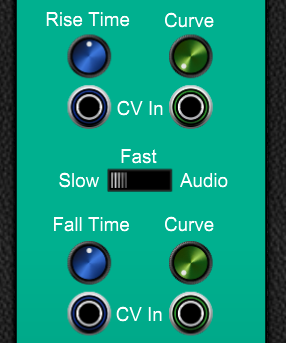 Rise Time Curve
CV In
Fast
Slow Audio
Fall Time Curve
CV In